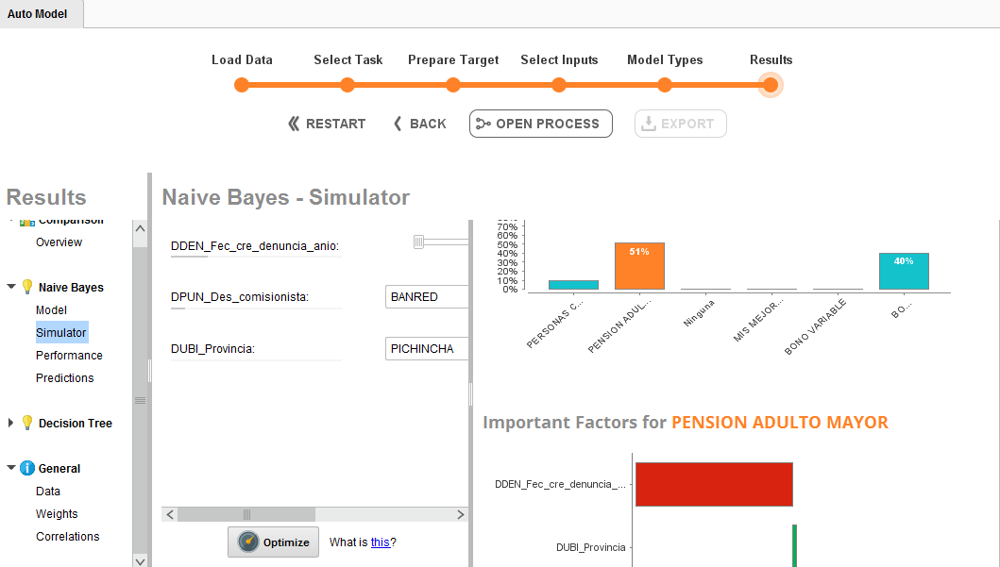 Auto Model
Load Data
Select Task
Prepare Target
Select Inputs
Model Types
Results
RESTART
BACK
OPEN PROCESS
EXPORT
Results
Comparison
Overview
Naive Bayes
Model
Simulator
Performance
Predictions
Decision Tree
General
Data
Weights
Correlations
Naive Bayes - Simulator
DDEN_Fec_cre_denuncia_anio:
DPUN_Des_comisionista:
BANRED
DUBI_Provincia:
PICHINCHA
Optimize
What is this?
70%
60%
50%
40%
30%
20%
10%
0%
51%
40%
PERSONAS C...
PENSION ADUL...
Ninguna
MIS MEJOR...
BONO VARIABLE
BO...
Important Factors for PENSION ADULTO MAYOR
DDEN_Fec_cre_denuncia_...
DUBI_Provincia